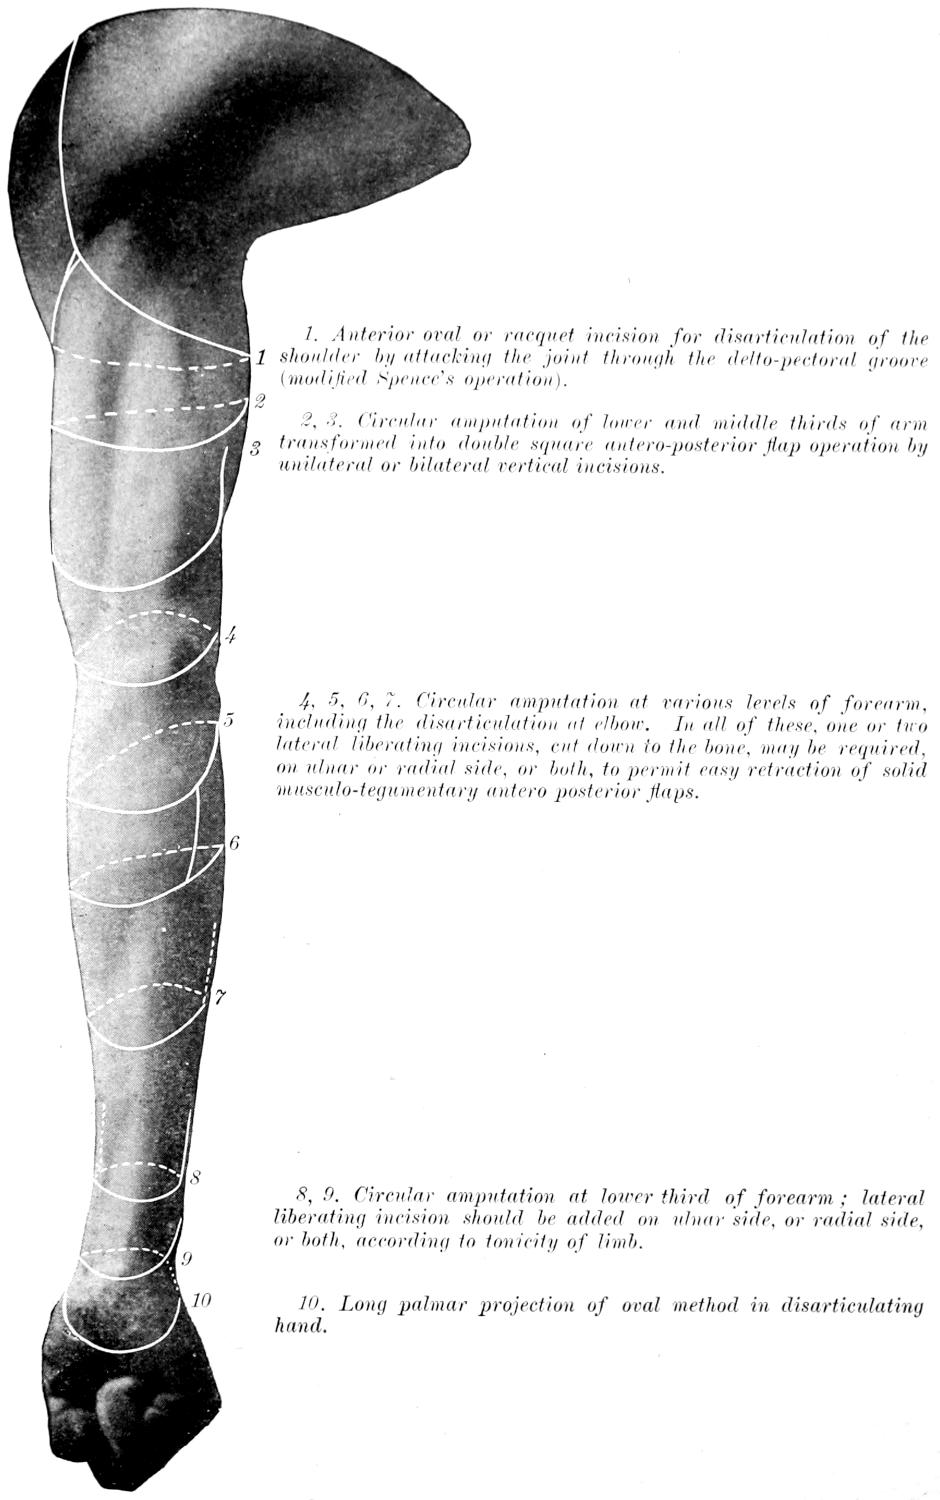 1. Anterior oval or racquet incision for disarticulation of the
1 shoulder by attacking the joint through the delto-pectoral groove
(modified Spence's operation).
2
2, 3. Circular amputation of lower and middle thirds of arm
3 transformed into double square antero-posterior flap operation by
unilateral or bilateral vertical incisions.
4
4, 5, 6, 7. Circular amputation at various levels of forearm,
5 including the disarticulation at elbow. In all of these, one or two
lateral liberating incisions, cut down to the bone, may be required,
on ulnar or radial side, or both, to permit easy retraction of solid
musculo-tegumentary antero posterior flaps.
6
7
8
8, 9. Circular amputation at lower third of forearm; lateral
liberating incision should be added on ulnar side, or radial side,
or both, according to tonicity of limb.
9
10
10. Long palmar projection of oval method in disarticulating
hand.